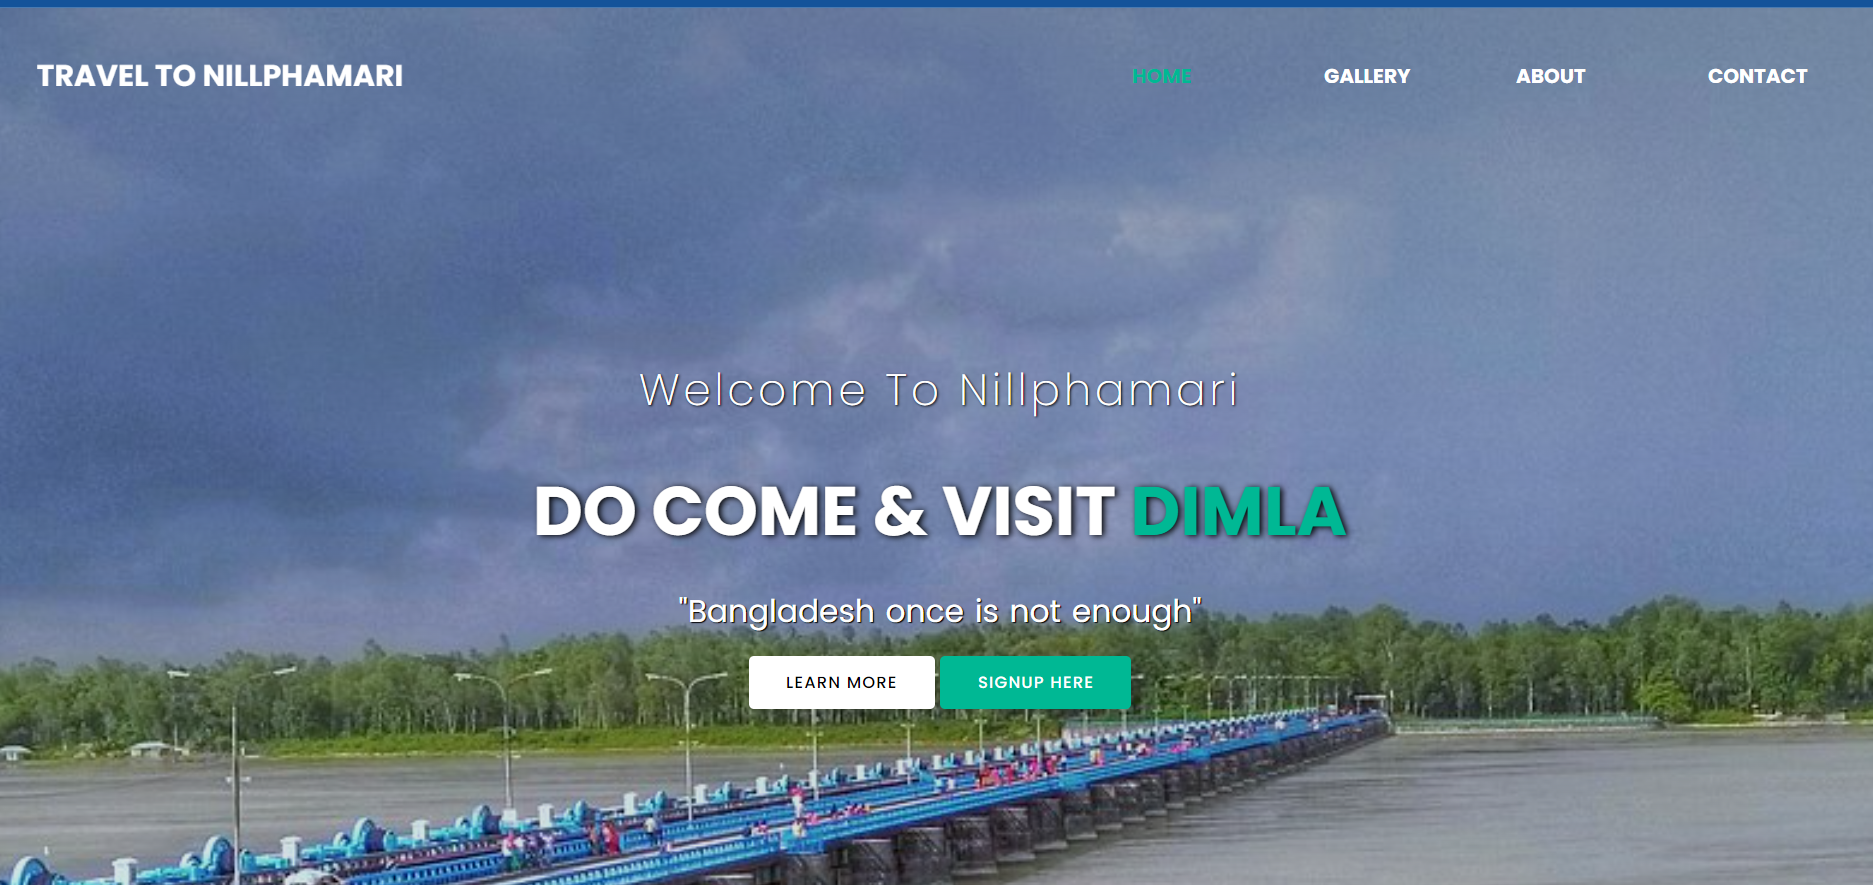 TRAVEL TO NILLPHAMARI
HOME GALLERY ABOUT CONTACT
Welcome To Nillphamari
DO COME & VISIT DIMLA
"Bangladesh once is not enough"
LEARN MORE SIGNUP HERE